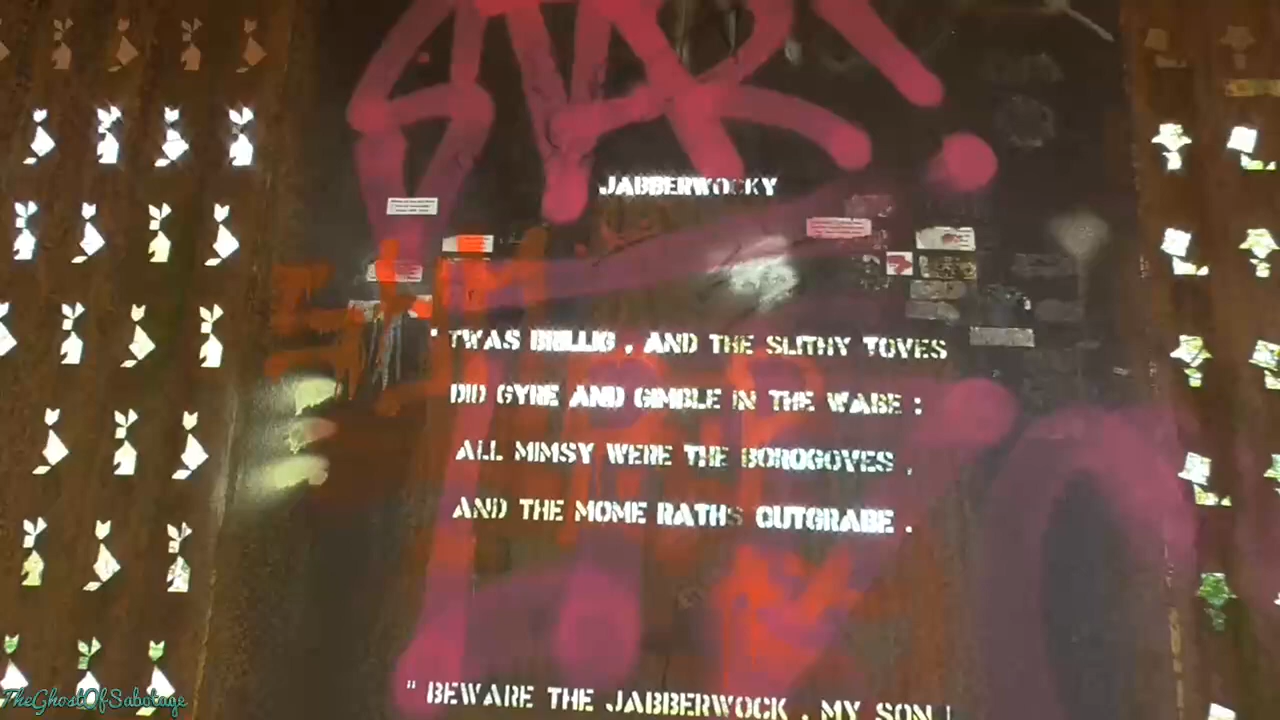 JABBERWOCKY
' TWAS BRILLIG , AND THE SLITHY TOVES
DID GYRE AND GIMBLE IN THE WABE :
ALL MIMSY WERE THE BOROGOVES ,
AND THE MOME RATHS OUTGRABE .
" BEWARE THE JABBERWOCK , MY SON !
TheGhostOfSabotage